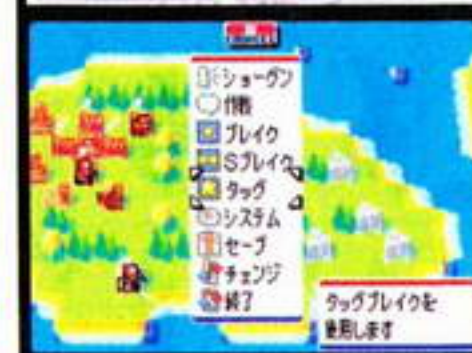 ショーグン
作戦
ブレイク
Sブレイク
タッグ
システム
セーブ
チェンジ
終了
タッグブレイクを
使用します